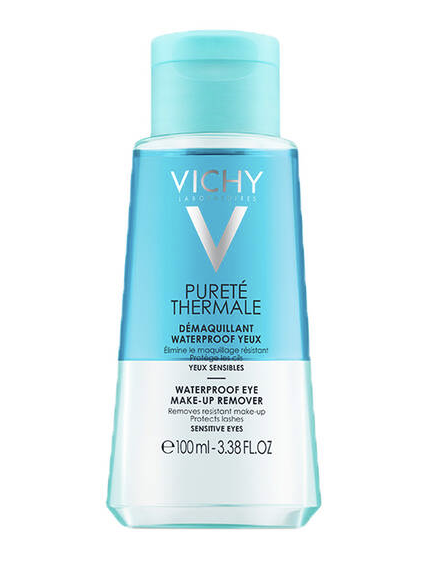 VICHY
LABORATOIRES
V
PURETÉ
THERMALE
DÉMAQUILLANT
WATERPROOF YEUX
Élimine le maquillage résistant
Protège les cils
YEUX SENSIBLES
WATERPROOF EYE
MAKE-UP REMOVER
Removes resistant make-up
Protects lashes
SENSITIVE EYES
℮100 ml - 3.38 FL.OZ